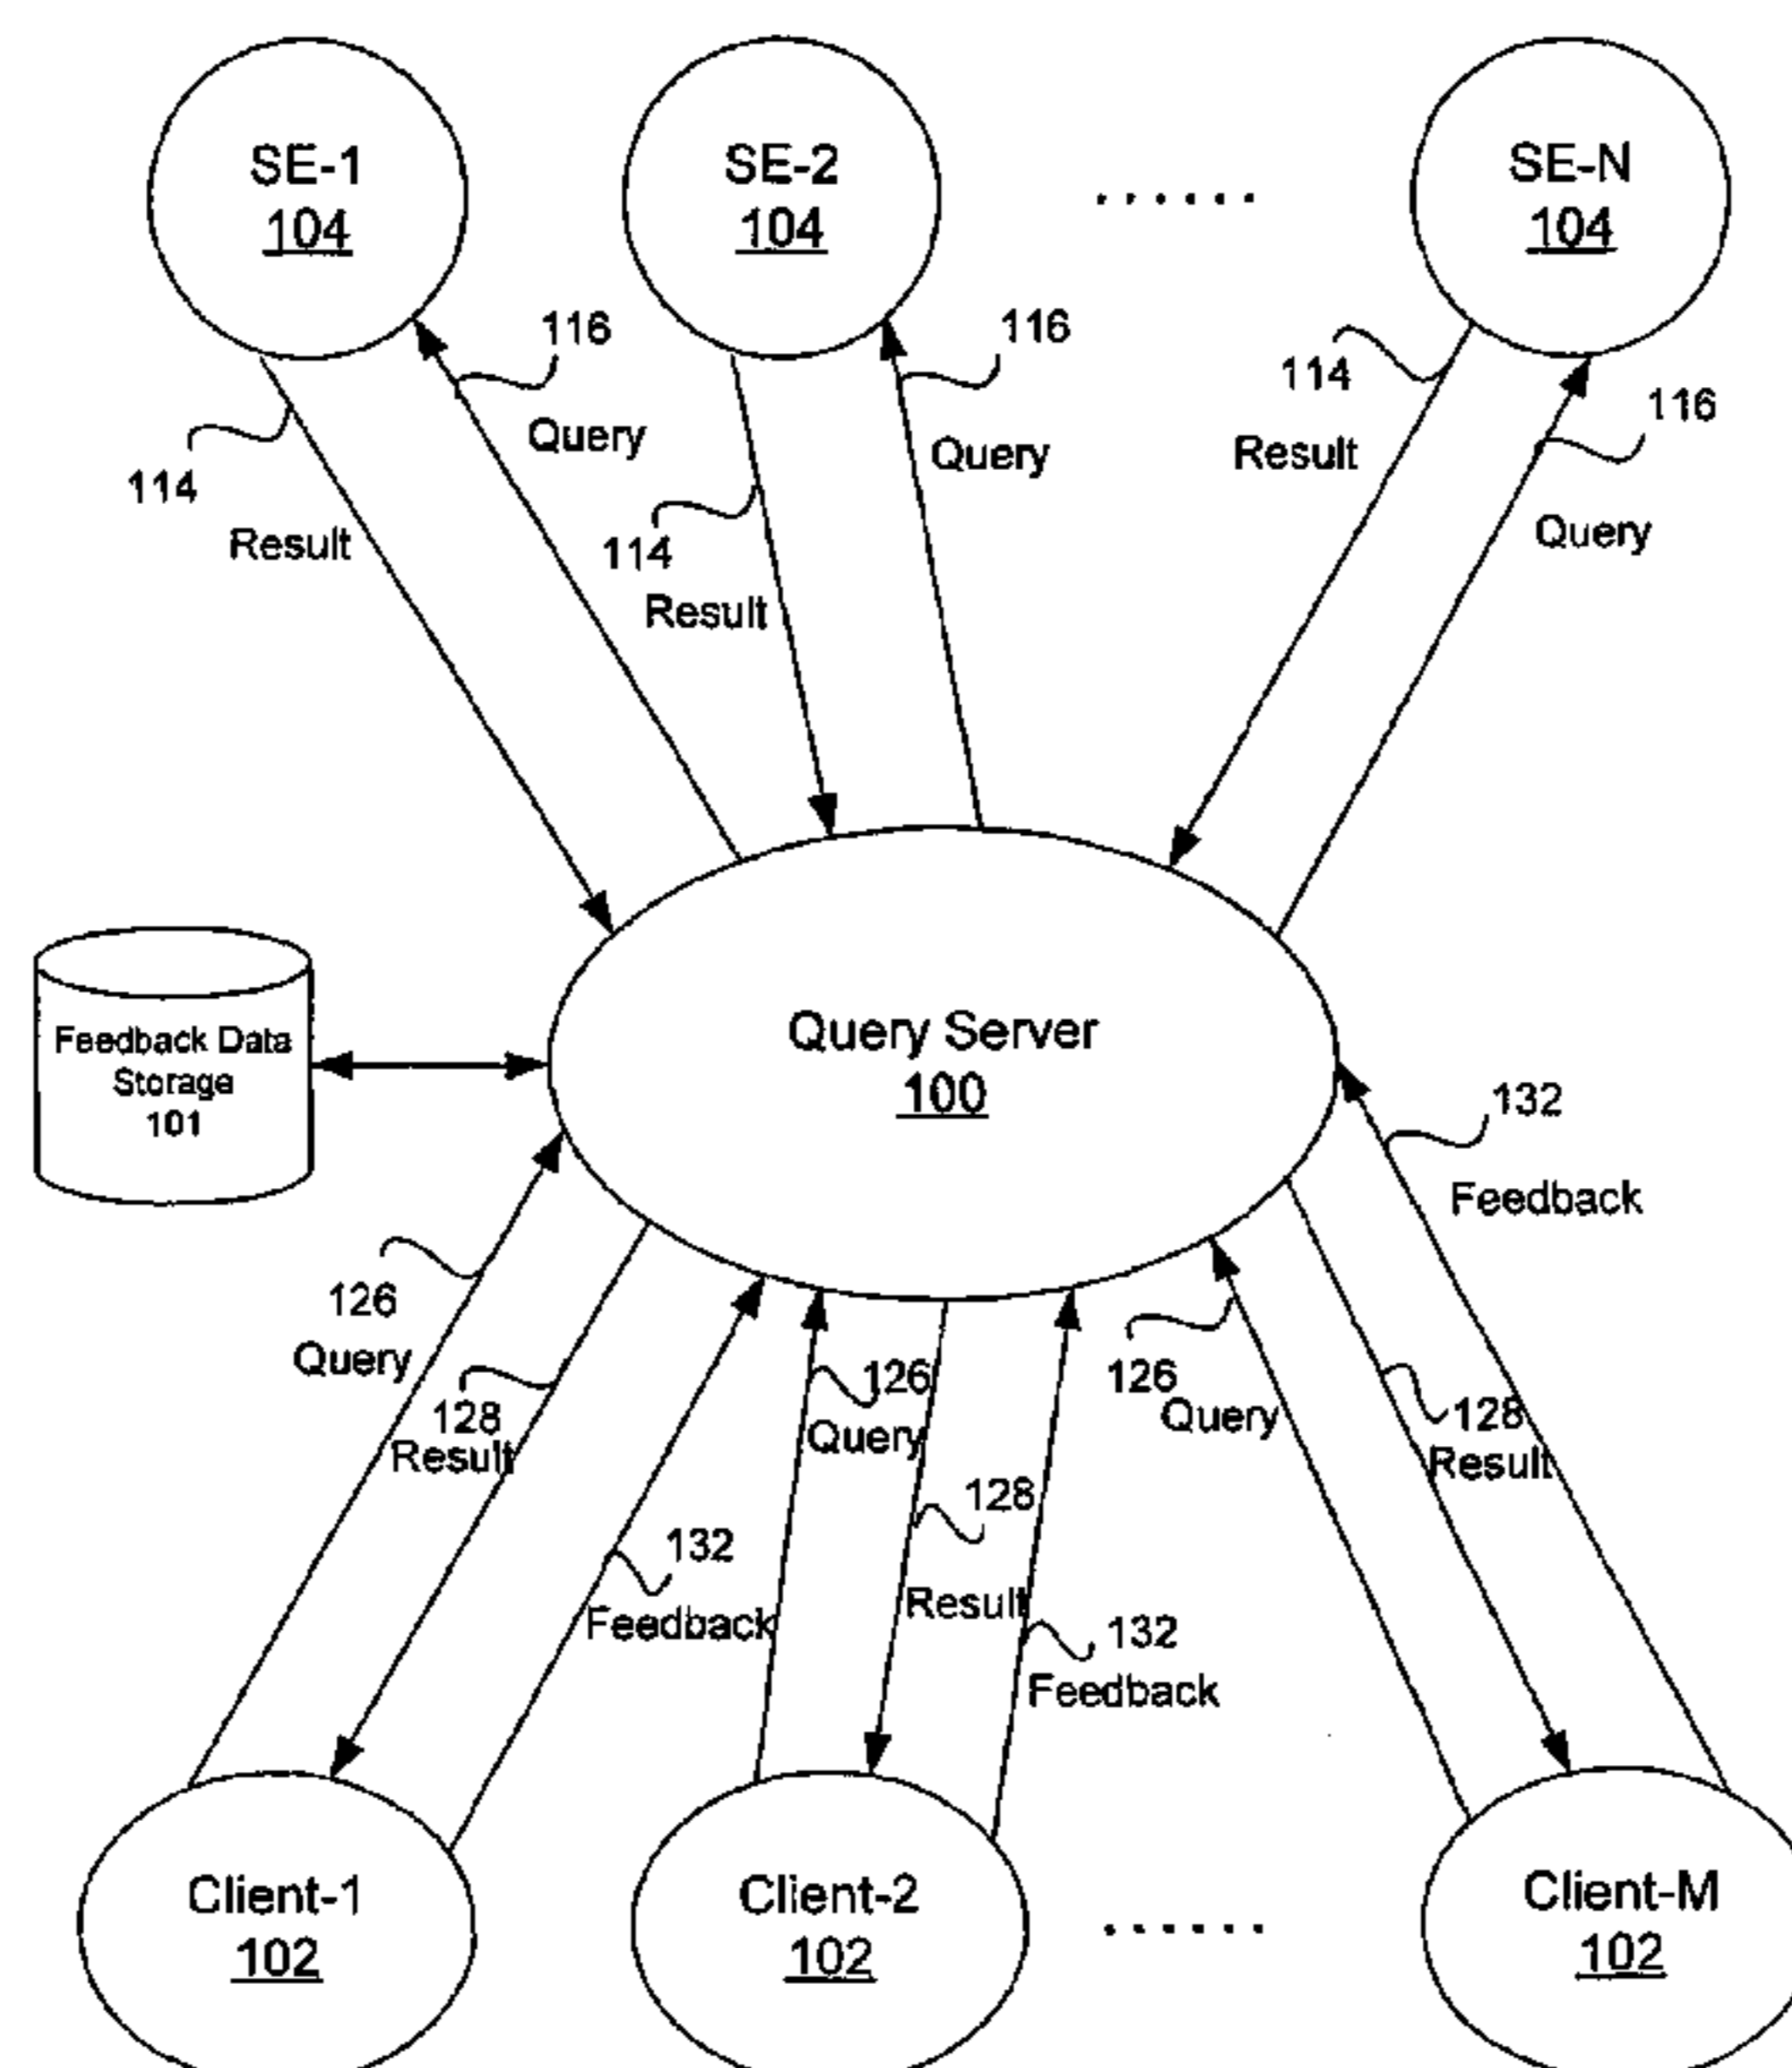 SE-1
104
SE-2
104
......
SE-N
104
116
116
114
116
Query
Query
Result
114
Result
114
Query
Result
Query Server
100
Feedback Data
Storage
101
132
Feedback
126
Query
126
Query
126
Query
128
Result
128
Result
128
Result
132
Feedback
132
Feedback
Client-1
102
Client-2
102
......
Client-M
102